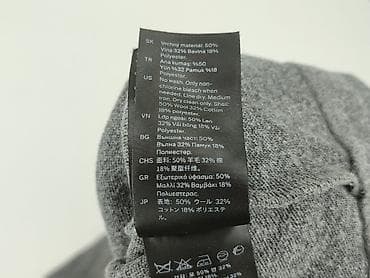 SK Vrchný materiál: 50%
Vlna 32% Bavlna 18%
Polyester.
TR Ana kumaş: %50
Yün %32 Pamuk %18
Polyester.
US No wash. Only non-
chlorine bleach when
needed. Line dry. Medium
iron. Dry clean only. Shell:
50% Wool 32% Cotton
18% polyester.
VN Lớp ngoài: 50% Len
32% Vải bông 18% Vải
Polyester.
BG Външна част: 50%
Вълна 32% Памук 18%
Полиестер.
CHS 面料: 50% 羊毛 32% 棉
18% 聚酯纤维。
GR Εξωτερικό ύφασμα: 50%
Μαλλί 32% Βαμβάκι 18%
Πολυεστερας.
JP 表地: 50% ウール 32%
コットン 18% ポリエステ
ル.
50% 32%